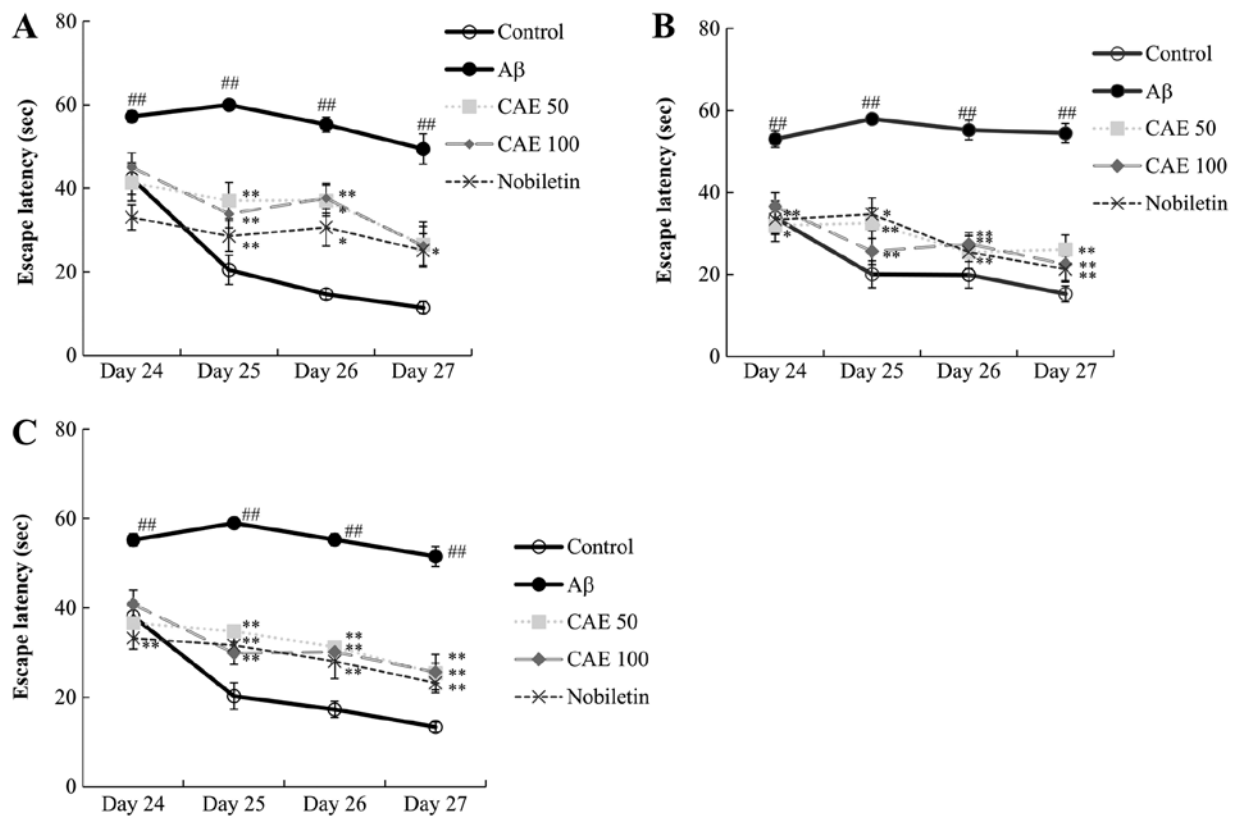 A
Escape latency (sec)
80
60
40
20
0
## ## ## ##
** **
** *
** * *
Day 24 Day 25 Day 26 Day 27
Control
Aβ
CAE 50
CAE 100
Nobiletin
B
Escape latency (sec)
80
60
40
20
0
## ## ## ##
** * ** **
* ** ** **
** ** **
Day 24 Day 25 Day 26 Day 27
Control
Aβ
CAE 50
CAE 100
Nobiletin
C
Escape latency (sec)
80
60
40
20
0
## ## ## ##
** ** **
** ** **
** ** ** **
Day 24 Day 25 Day 26 Day 27
Control
Aβ
CAE 50
CAE 100
Nobiletin